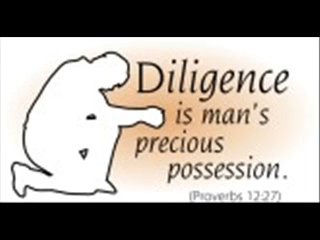 Diligence
is man's
precious
possession.
(Proverbs 12:27)